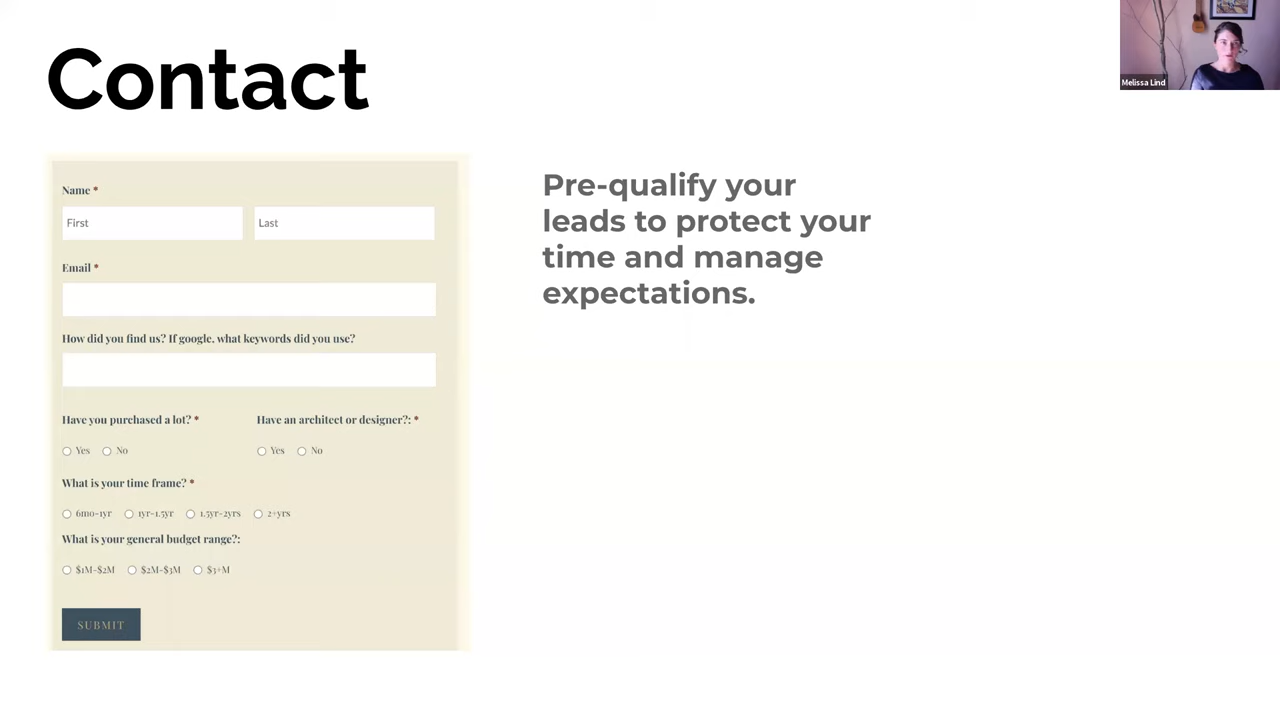 Contact
Melissa Lind
Name *
First
Last
Email *
How did you find us? If google, what keywords did you use?
Have you purchased a lot? *
Have an architect or designer?: *
Yes No
Yes No
What is your time frame? *
6mo-1yr 1yr-1.5yr 1.5yr-2yrs 2+yrs
What is your general budget range?:
$1M-$2M $2M-$3M $3+M
SUBMIT
Pre-qualify your
leads to protect your
time and manage
expectations.